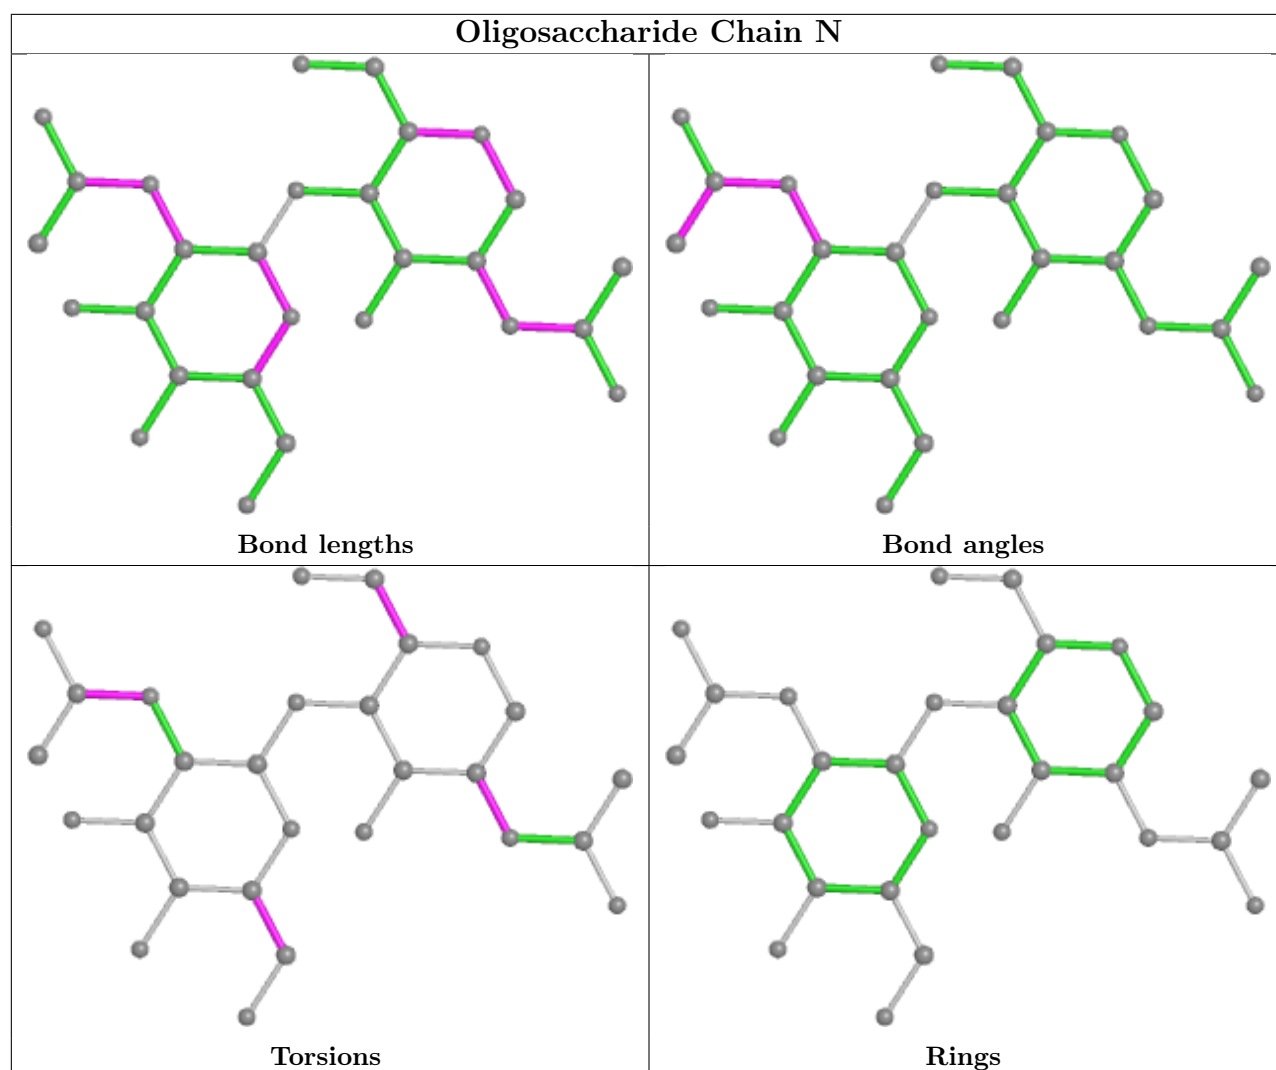 Oligosaccharide Chain N
Bond lengths
Bond angles
Torsions
Rings